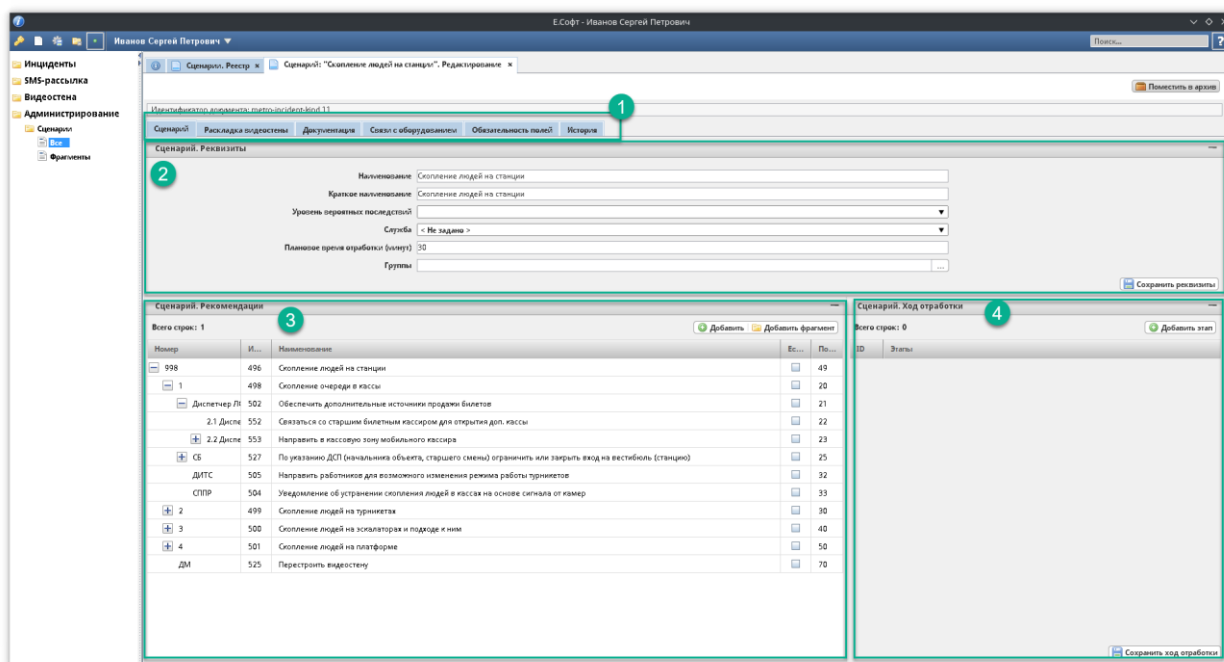 Е.Софт - Иванов Сергей Петрович
Иванов Сергей Петрович ▼
Поиск...
?
Инциденты
SMS-рассылка
Видеостена
Администрирование
Сценарии
Все
Фрагменты
Сценарии. Реестр ×
Сценарий: "Скопление людей на станции". Редактирование ×
Поместить в архив
Идентификатор документа: metro-incident-kind.11
1
Сценарий Раскладка видеостены Документация Связи с оборудованием Обязательность полей История
Сценарий. Реквизиты
2
Наименование Скопление людей на станции
Краткое наименование Скопление людей на станции
Уровень вероятных последствий
Служба < Не задано >
Плановое время отработки (минут) 30
Группы ...
Сохранить реквизиты
Сценарий. Рекомендации
3
Всего строк: 1 Добавить Добавить фрагмент
Номер И... Наименование Ес... По...
998 496 Скопление людей на станции 49
1 498 Скопление очереди в кассы 20
Диспетчер Л 502 Обеспечить дополнительные источники продажи билетов 21
2.1 Диспе 552 Связаться со старшим билетным кассиром для открытия доп. кассы 22
2.2 Диспе 553 Направить в кассовую зону мобильного кассира 23
СБ 527 По указанию ДСП (начальника объекта, старшего смены) ограничить или закрыть вход на вестибюль (станцию) 25
ДИТС 505 Направить работников для возможного изменения режима работы турникетов 32
СППР 504 Уведомление об устранении скопления людей в кассах на основе сигнала от камер 33
2 499 Скопление людей на турникетах 30
3 500 Скопление людей на эскалаторах и подходе к ним 40
4 501 Скопление людей на платформе 50
ДМ 525 Перестроить видеостену 70
Сценарий. Ход отработки
4
Всего строк: 0 Добавить этап
ID Этапы
Сохранить ход отработки